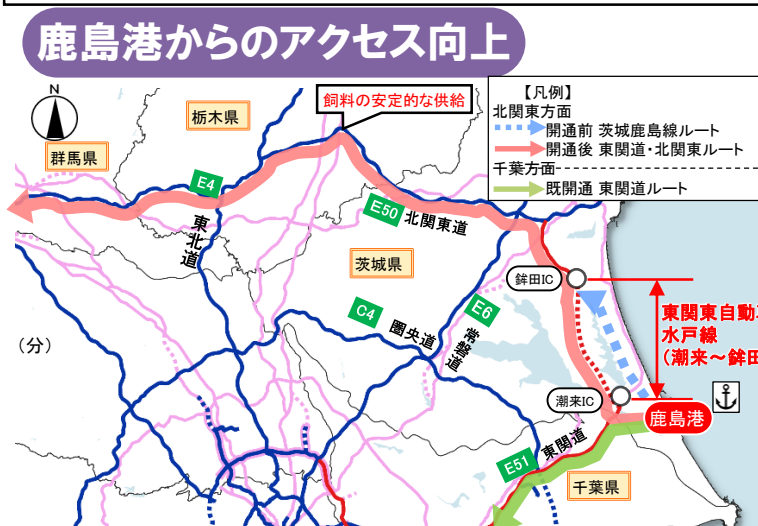 鹿島港からのアクセス向上
N
飼料の安定的な供給
【凡例】
北関東方面
開通前 茨城鹿島線ルート
開通後 東関道・北関東ルート
千葉方面
既開通 東関道ルート
栃木県
群馬県
E4
東北道
E50 北関東道
茨城県
鉾田IC
E6
常磐道
C4
圏央道
東関東自動
水戸線
(潮来~鉾田
(分)
潮来IC
鹿島港
東関道
E51
千葉県